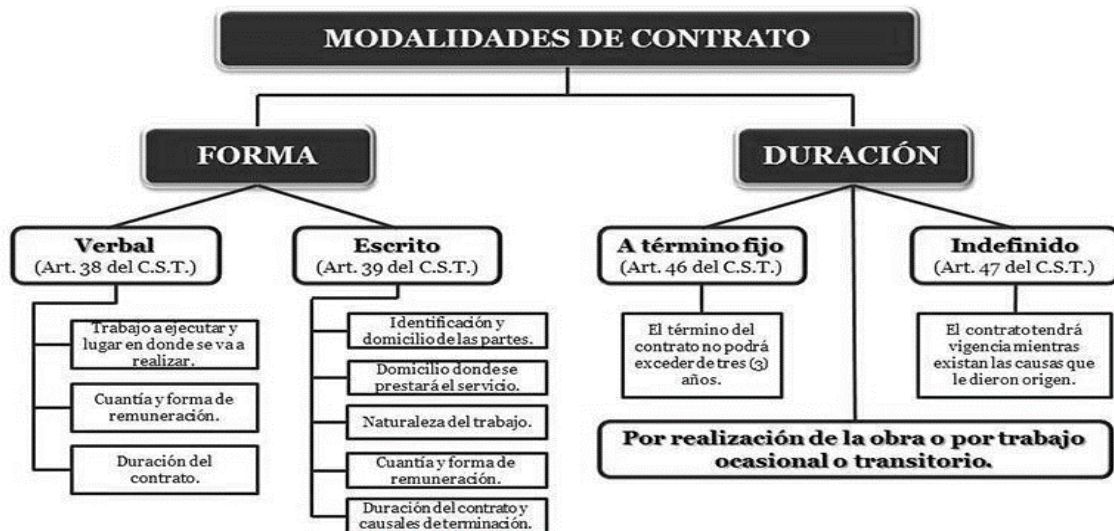 MODALIDADES DE CONTRATO
FORMA
Verbal
(Art. 38 del C.S.T.)
Trabajo a ejecutar y
lugar en donde se va a
realizar.
Cuantía y forma de
remuneración.
Duración del
contrato.
Escrito
(Art. 39 del C.S.T.)
Identificación y
domicilio de las partes.
Domicilio donde se
prestará el servicio.
Naturaleza del trabajo.
Cuantía y forma de
remuneración.
Duración del contrato y
causales de terminación.
DURACIÓN
A término fijo
(Art. 46 del C.S.T.)
El término del
contrato no podrá
exceder de tres (3)
años.
Indefinido
(Art. 47 del C.S.T.)
El contrato tendrá
vigencia mientras
existan las causas que
le dieron origen.
Por realización de la obra o por trabajo
ocasional o transitorio.